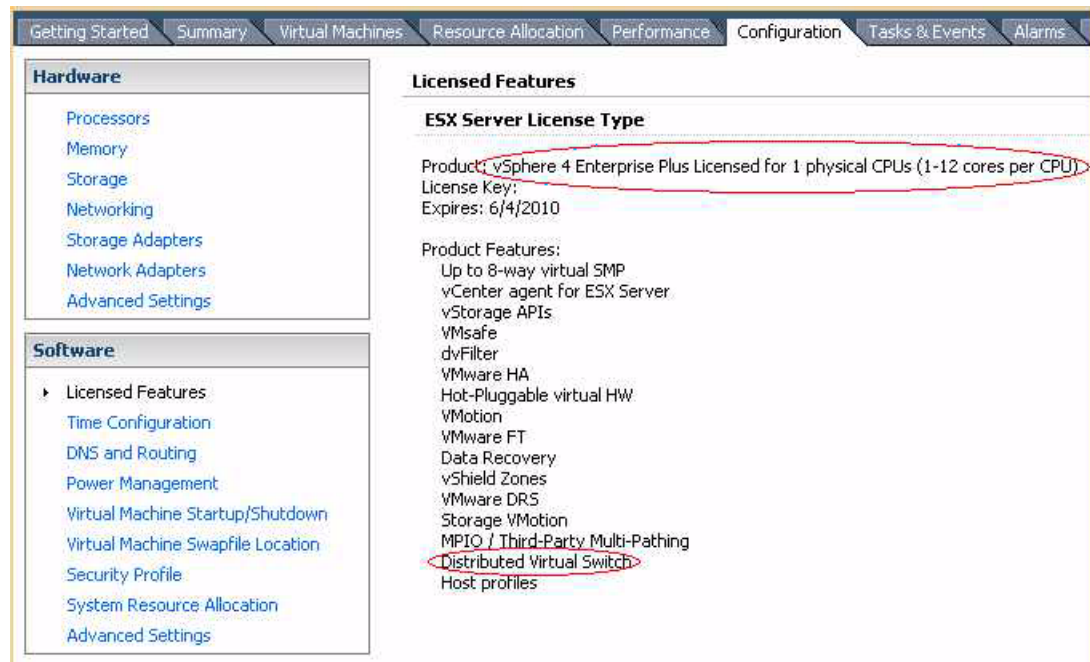 Getting Started Summary Virtual Machines Resource Allocation Performance Configuration Tasks & Events Alarms
Hardware
Processors
Memory
Storage
Networking
Storage Adapters
Network Adapters
Advanced Settings
Software
Licensed Features
Time Configuration
DNS and Routing
Power Management
Virtual Machine Startup/Shutdown
Virtual Machine Swapfile Location
Security Profile
System Resource Allocation
Advanced Settings
Licensed Features
ESX Server License Type
Product: vSphere 4 Enterprise Plus Licensed for 1 physical CPUs (1-12 cores per CPU)
License Key:
Expires: 6/4/2010
Product Features:
Up to 8-way virtual SMP
vCenter agent for ESX Server
vStorage APIs
VMsafe
dvFilter
VMware HA
Hot-Pluggable virtual HW
VMotion
VMware FT
Data Recovery
vShield Zones
VMware DRS
Storage VMotion
MPIO / Third-Party Multi-Pathing
Distributed Virtual Switch
Host profiles